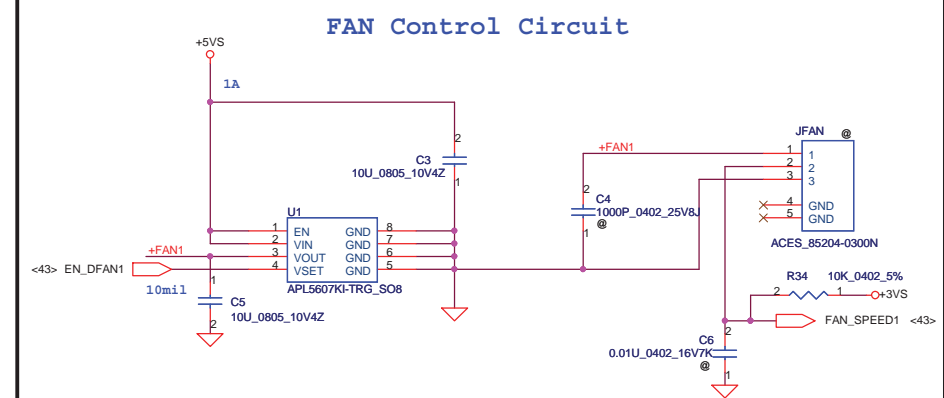 FAN Control Circuit
+5VS
1A
JFAN @
2
C3
10U_0805_10V4Z
1
+FAN1
1 1
2 2
3 3
4 GND
5 GND
ACES_85204-0300N
2
C4
1000P_0402_25V8J
@
1
U1
1 EN GND 8
2 VIN GND 7
3 VOUT GND 6
4 VSET GND 5
APL5607KI-TRG_SO8
+FAN1
<43> EN_DFAN1
10mil
1
C5
10U_0805_10V4Z
2
R34 10K_0402_5%
2 1 +3VS
FAN_SPEED1 <43>
2
C6
0.01U_0402_16V7K
@
1